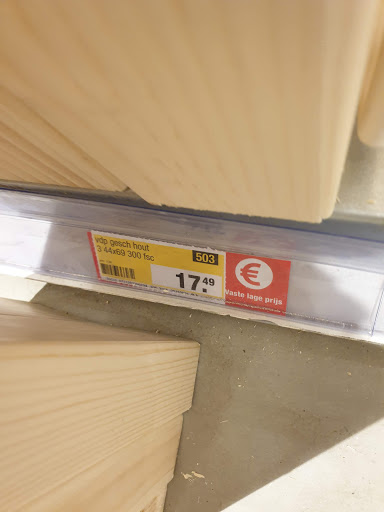 vdp gesch hout
3 44x69 300 fsc
503
17.49
€
Vaste lage prijs